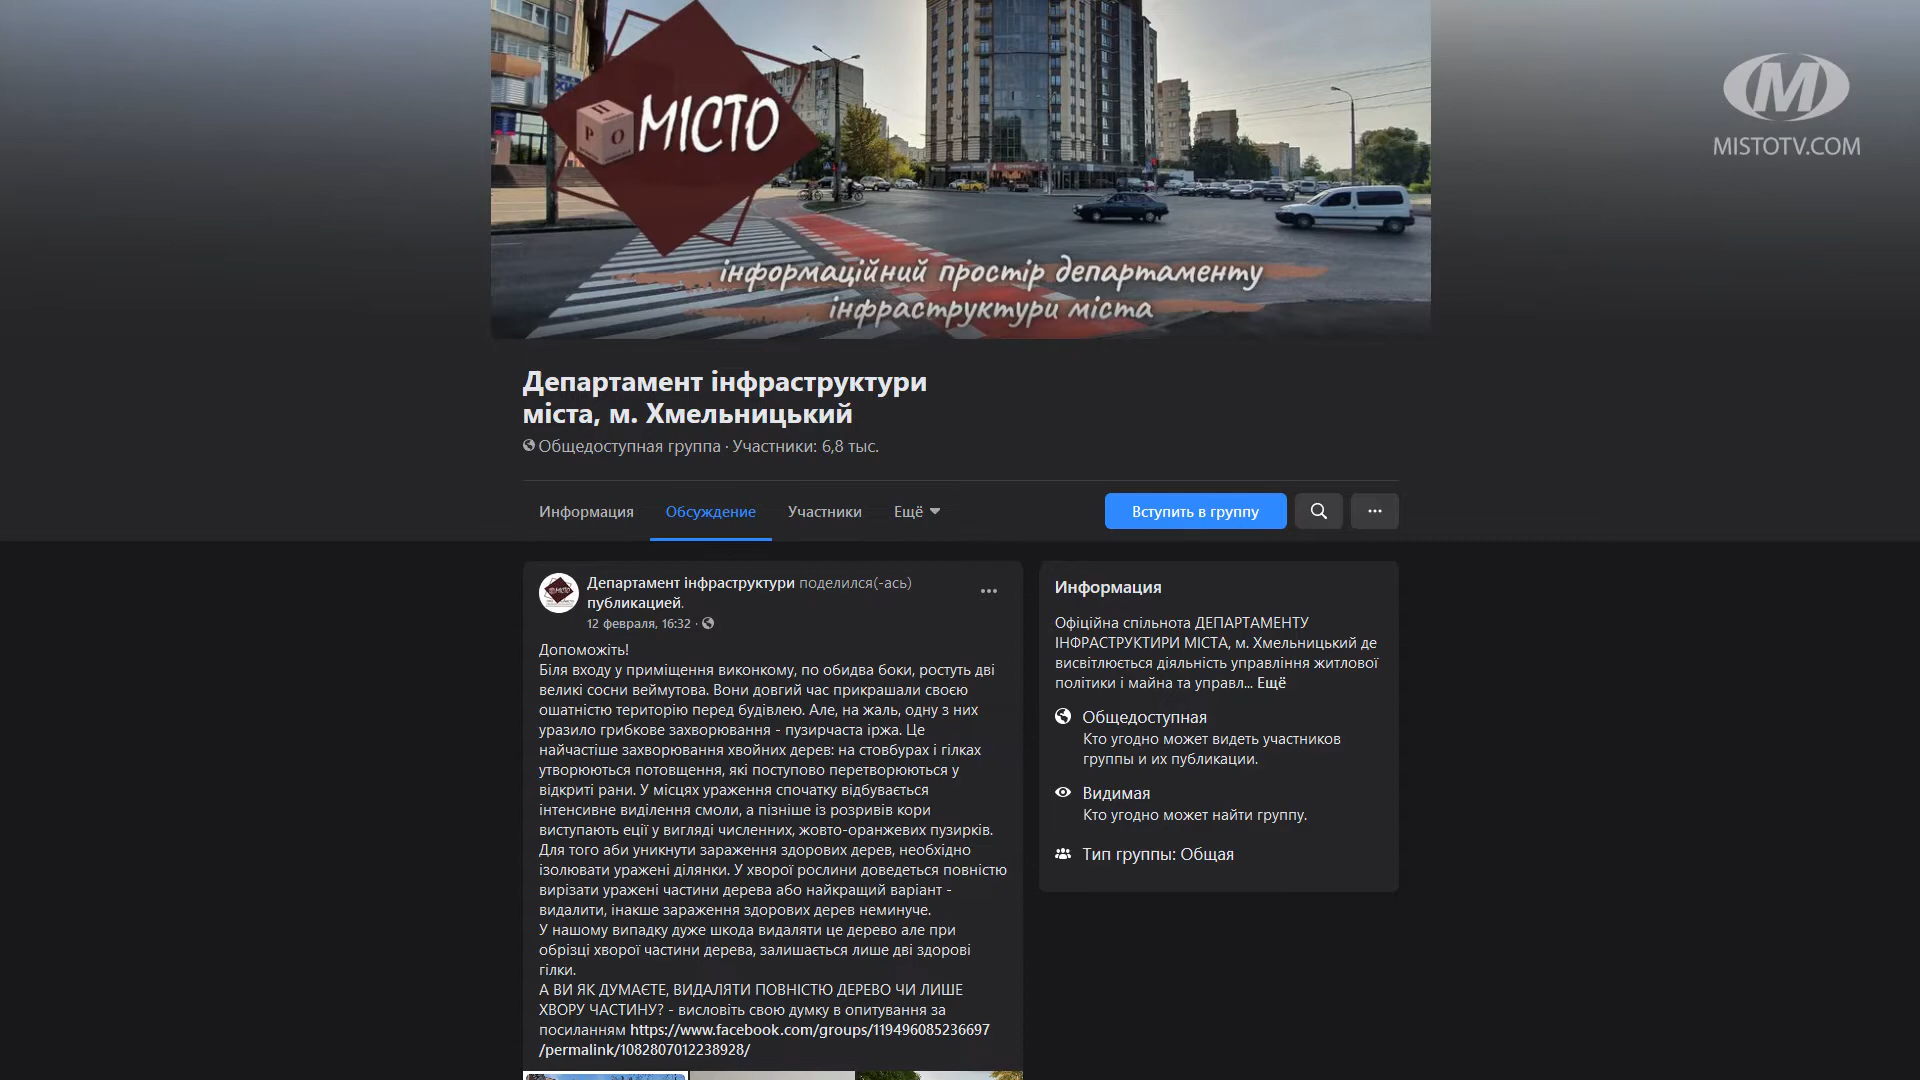 МІСТО
Р О
M
MISTOTV.COM
інформаційний простір департаменту
інфраструктури міста
Департамент інфраструктури
міста, м. Хмельницький
Общедоступная группа · Участники: 6,8 тыс.
Информация Обсуждение Участники Ещё
Вступить в группу
Департамент інфраструктури поделился(-ась)
публикацией.
12 февраля, 16:32 ·
Допоможіть!
Біля входу у приміщення виконкому, по обидва боки, ростуть дві
великі сосни веймутова. Вони довгий час прикрашали своєю
ошатністю територію перед будівлею. Але, на жаль, одну з них
уразило грибкове захворювання - пузирчаста іржа. Це
найчастіше захворювання хвойних дерев: на стовбурах і гілках
утворюються потовщення, які поступово перетворюються у
відкриті рани. У місцях ураження спочатку відбувається
інтенсивне виділення смоли, а пізніше із розривів кори
виступають еції у вигляді численних, жовто-оранжевих пузирків.
Для того аби уникнути зараження здорових дерев, необхідно
ізолювати уражені ділянки. У хворої рослини доведеться повністю
вирізати уражені частини дерева або найкращий варіант -
видалити, інакше зараження здорових дерев неминуче.
У нашому випадку дуже шкода видаляти це дерево але при
обрізці хворої частини дерева, залишається лише дві здорові
гілки.
А ВИ ЯК ДУМАЄТЕ, ВИДАЛЯТИ ПОВНІСТЮ ДЕРЕВО ЧИ ЛИШЕ
ХВОРУ ЧАСТИНУ? - висловіть свою думку в опитування за
посиланням https://www.facebook.com/groups/119496085236697
/permalink/1082807012238928/
Информация
Офіційна спільнота ДЕПАРТАМЕНТУ
ІНФРАСТРУКТИРИ МІСТА, м. Хмельницький де
висвітлюється діяльність управління житлової
політики і майна та управл... Ещё
Общедоступная
Кто угодно может видеть участников
группы и их публикации.
Видимая
Кто угодно может найти группу.
Тип группы: Общая